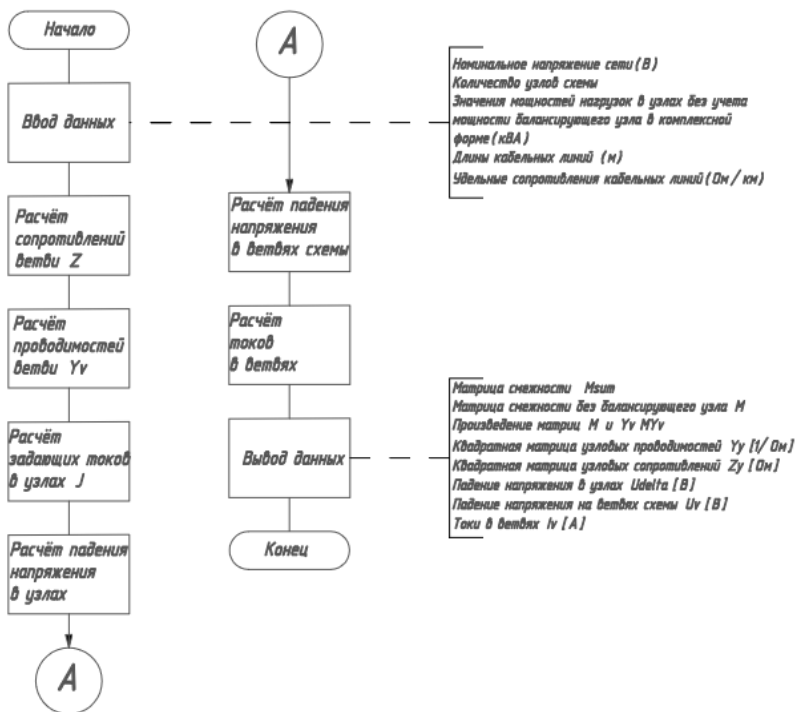 Начало
Ввод данных
Расчёт
сопротивлений
ветви Z
Расчёт
проводимостей
ветви Yv
Расчёт
задающих токов
в узлах J
Расчёт падения
напряжения
в узлах
А
А
Расчёт падения
напряжения
в ветвях схемы
Расчёт
токов
в ветвях
Вывод данных
Конец
Номинальное напряжение сети (В)
Количество узлов схемы
Значения мощностей нагрузок в узлах без учета
мощности балансирующего узла в комплексной
форме (кВА)
Длины кабельных линий (м)
Удельные сопротивления кабельных линий (Ом / км)
Матрица смежности Msum
Матрица смежности без балансирующего узла М
Произведение матриц М и Yv MYv
Квадратная матрица узловых проводимостей Yy [1/ Ом]
Квадратная матрица узловых сопротивлений Zy [Ом]
Падение напряжения в узлах Udelta [В]
Падение напряжения на ветвях схемы Uv [В]
Токи в ветвях Iv [А]